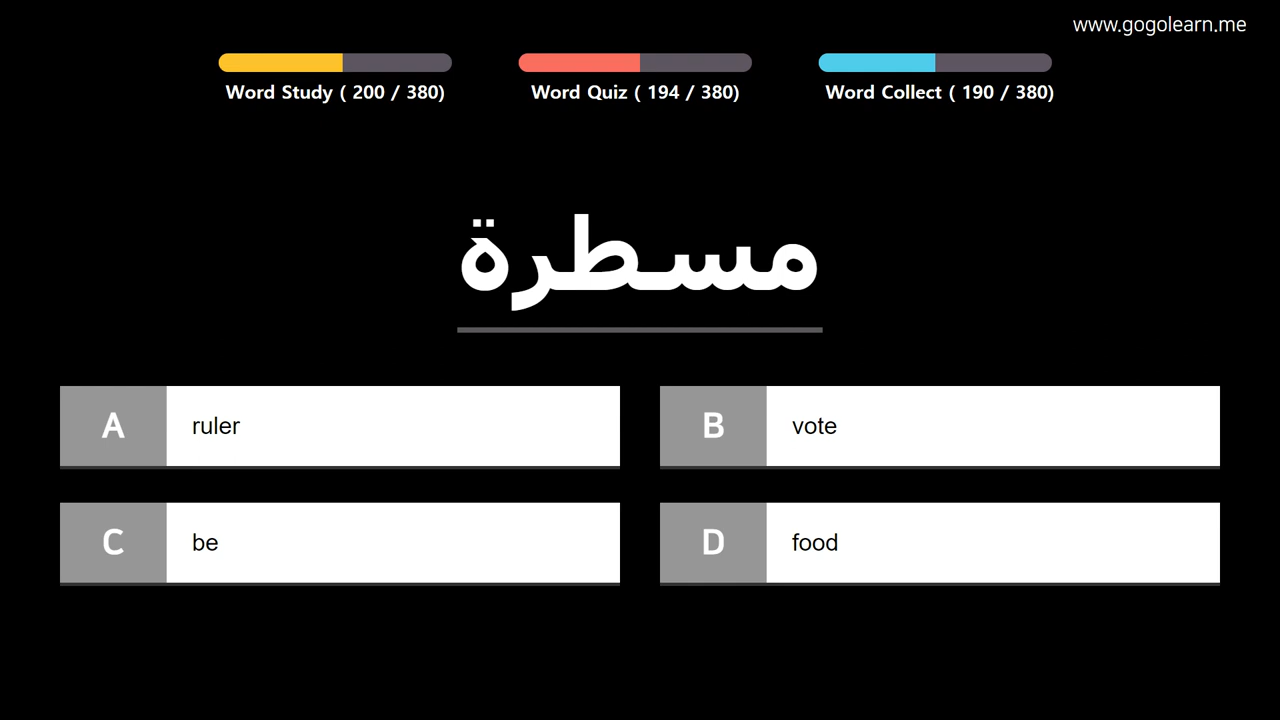 www.gogolearn.me
Word Study ( 200 / 380)
Word Quiz ( 194 / 380)
Word Collect ( 190 / 380)
مسطرة
A ruler
B vote
C be
D food